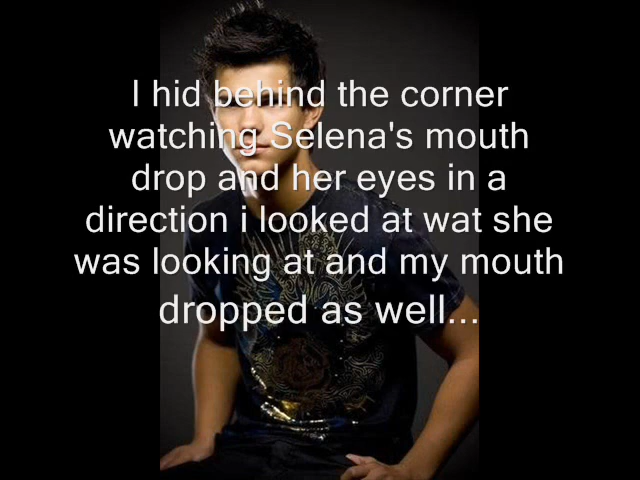 I hid behind the corner
watching Selena's mouth
drop and her eyes in a
direction i looked at wat she
was looking at and my mouth
dropped as well...